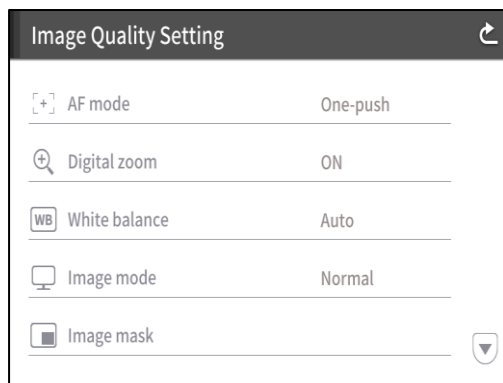 Image Quality Setting
AF mode One-push
Digital zoom ON
WB White balance Auto
Image mode Normal
Image mask